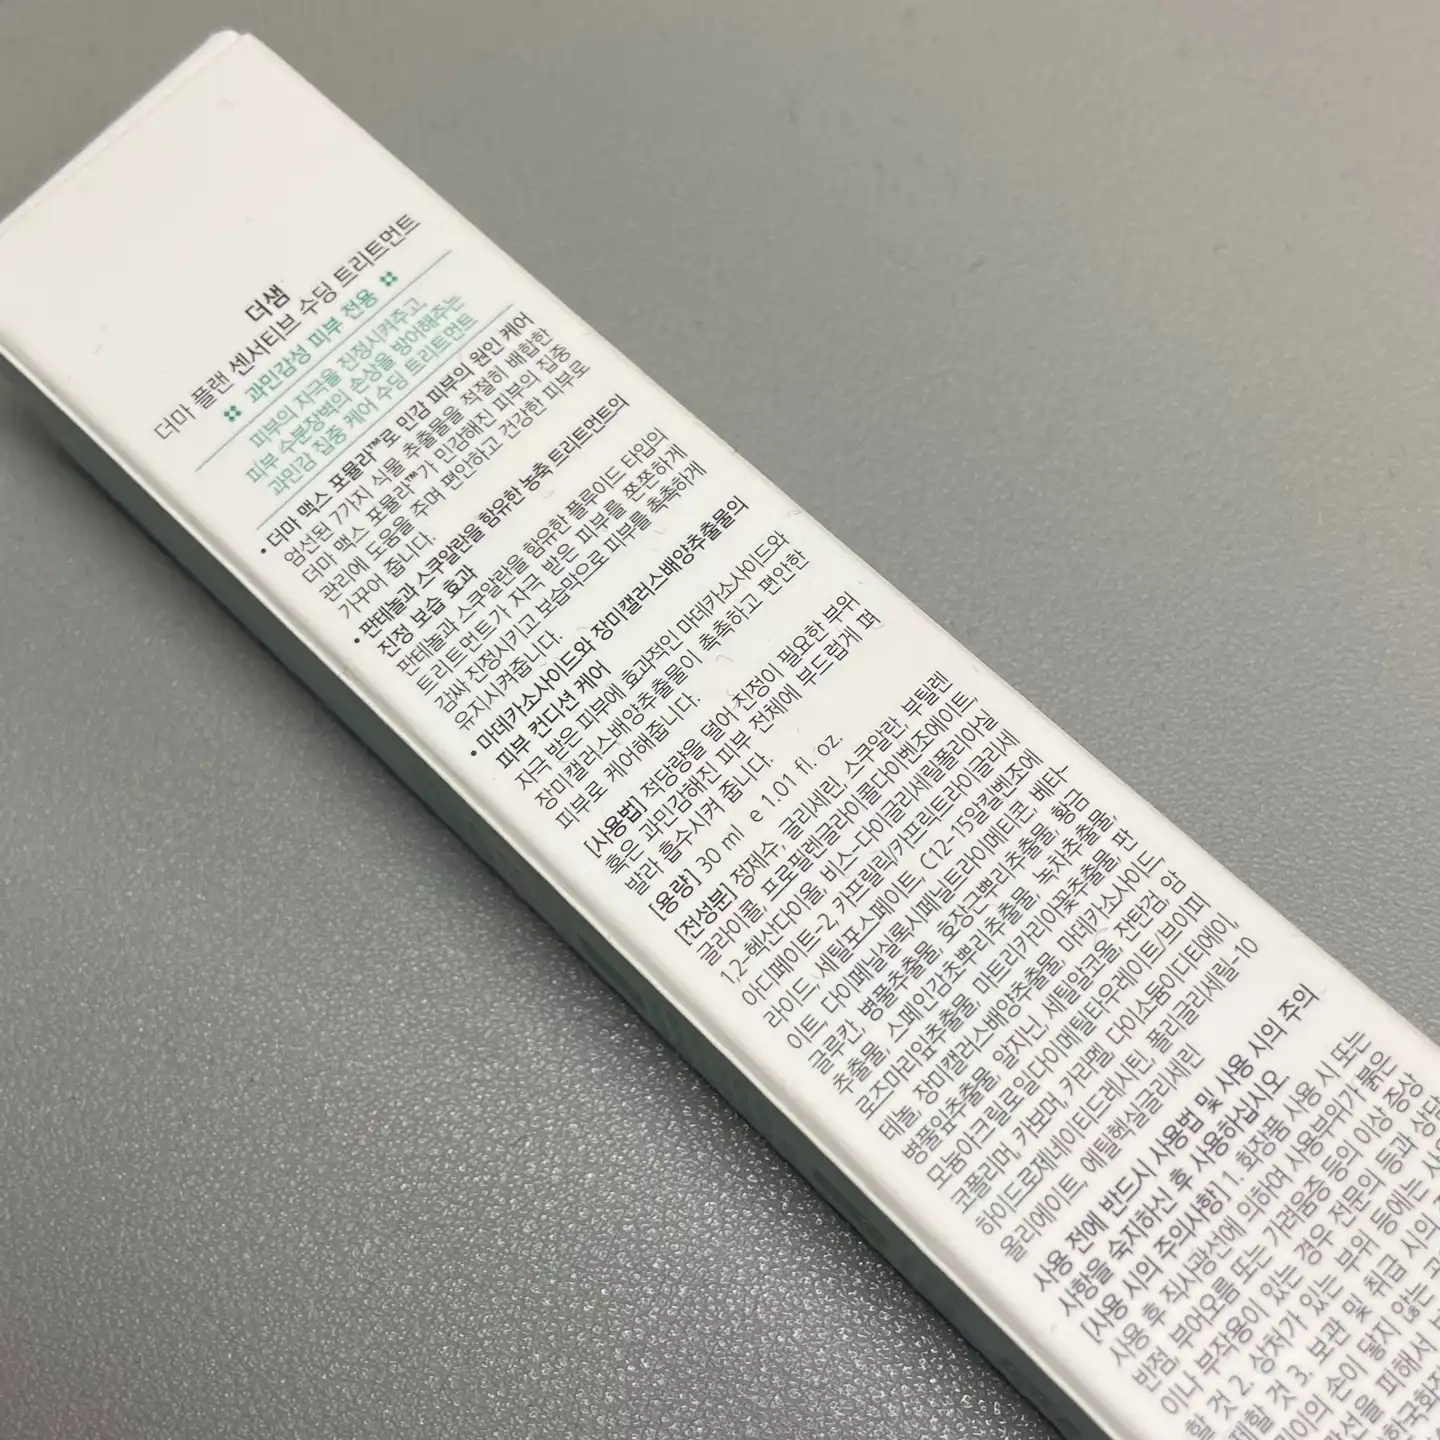 더샘
더마 플랜 센서티브 수딩 트리트먼트
과민감성 피부 전용
피부의 자극을 진정시켜주고,
피부 수분장벽의 손상을 방어해주는
과민감 집중 케어 수딩 트리트먼트
• 더마 맥스 포뮬라™로 민감 피부의 원인 케어
엄선된 7가지 식물 추출물을 적절히 배합한
더마 맥스 포뮬라™가 민감해진 피부의 집중
관리에 도움을 주며 편안하고 건강한 피부로
가꾸어 줍니다.
• 판테놀과 스쿠알란을 함유한 농축 트리트먼트의
진정 보습 효과
판테놀과 스쿠알란을 함유한 플루이드 타입의
트리트먼트가 자극 받은 피부를 쫀쫀하게
감싸 진정시키고 보습막으로 피부를 촉촉하게
유지시켜줍니다.
• 마데카소사이드와 장미캘러스배양추출물의
피부 컨디션 케어
자극 받은 피부에 효과적인 마데카소사이드와
장미캘러스배양추출물이 촉촉하고 편안한
피부로 케어해줍니다.
[사용법] 적당량을 덜어 진정이 필요한 부위
혹은 과민감해진 피부 전체에 부드럽게 펴
발라 흡수시켜 줍니다.
[용량] 30 ml e 1.01 fl. oz.
[전성분] 정제수, 글리세린, 스쿠알란, 부틸렌
글라이콜, 프로필렌글라이콜다이벤조에이트,
1,2-헥산다이올, 비스-다이글리세릴폴리아실
아디페이트-2, 카프릴릭/카프릭트라이글리세
라이드, 세틸포스페이트, C12-15알킬벤조에
이트, 다이페닐실록시페닐트라이메티콘, 베타-
글루칸, 병풀추출물, 호장근뿌리추출물, 황금
추출물, 스페인감초뿌리추출물, 녹차추출물,
로즈마리잎추출물, 마트리카리아꽃추출물, 판
테놀, 장미캘러스배양추출물, 마데카소사이드,
병풀잎추출물, 알지닌, 세틸알코올, 잔탄검, 암
모늄아크릴로일다이메틸타우레이트/브이피
코폴리머, 카보머, 카라멜, 다이소듐이디티에이,
하이드로제네이티드레시틴, 폴리글리세릴-10
올리에이트, 에틸헥실글리세린
사용 전에 반드시 사용법 및 사용 시의 주의
사항을 숙지하신 후 사용하십시오
[사용 시의 주의사항] 1. 화장품 사용 시 또는
사용 후 직사광선에 의하여 사용부위가 붉은
반점, 부어오름 또는 가려움증 등의 이상 증상
이나 부작용이 있는 경우 전문의 등과 상담
할 것 2. 상처가 있는 부위 등에는
제할 것 3. 보관 및 취급 시의
손이 닿지 않는
피해서